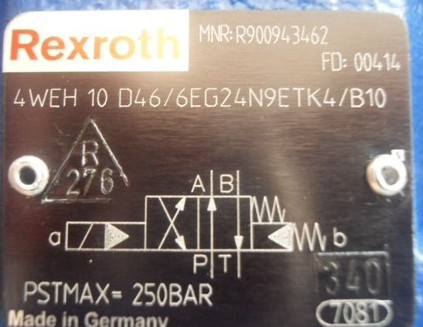 Rexroth MNR: R900943462
FD: 00414
4WEH 10 D46/6EG24N9ETK4/B10
R
276
A B
a b
P T
340
PSTMAX= 250BAR
7081
Made in Germany